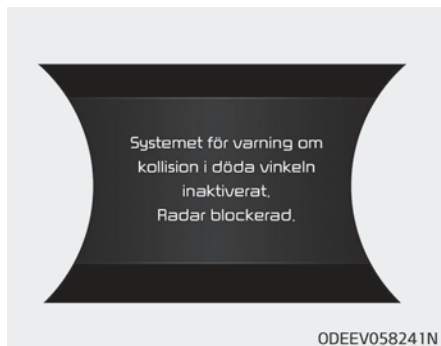 Systemet för varning om
kollision i döda vinkeln
inaktiverat.
Radar blockerad.
ODEEV058241N